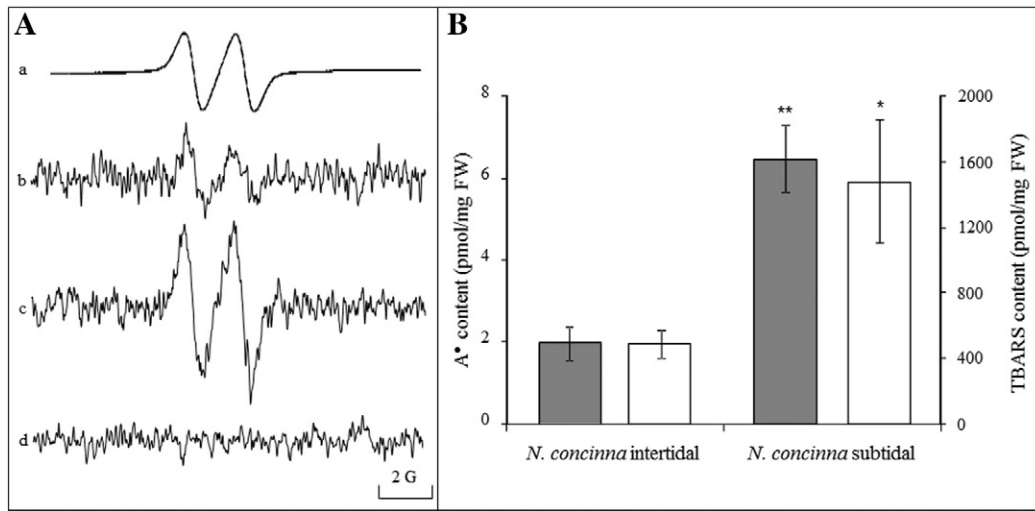 A
a
b
c
d
2 G
B
A• content (pmol/mg FW)
8
6
4
2
0
**
*
2000
1600
1200
800
400
0
TBARS content (pmol/mg FW)
N. concinna intertidal
N. concinna subtidal